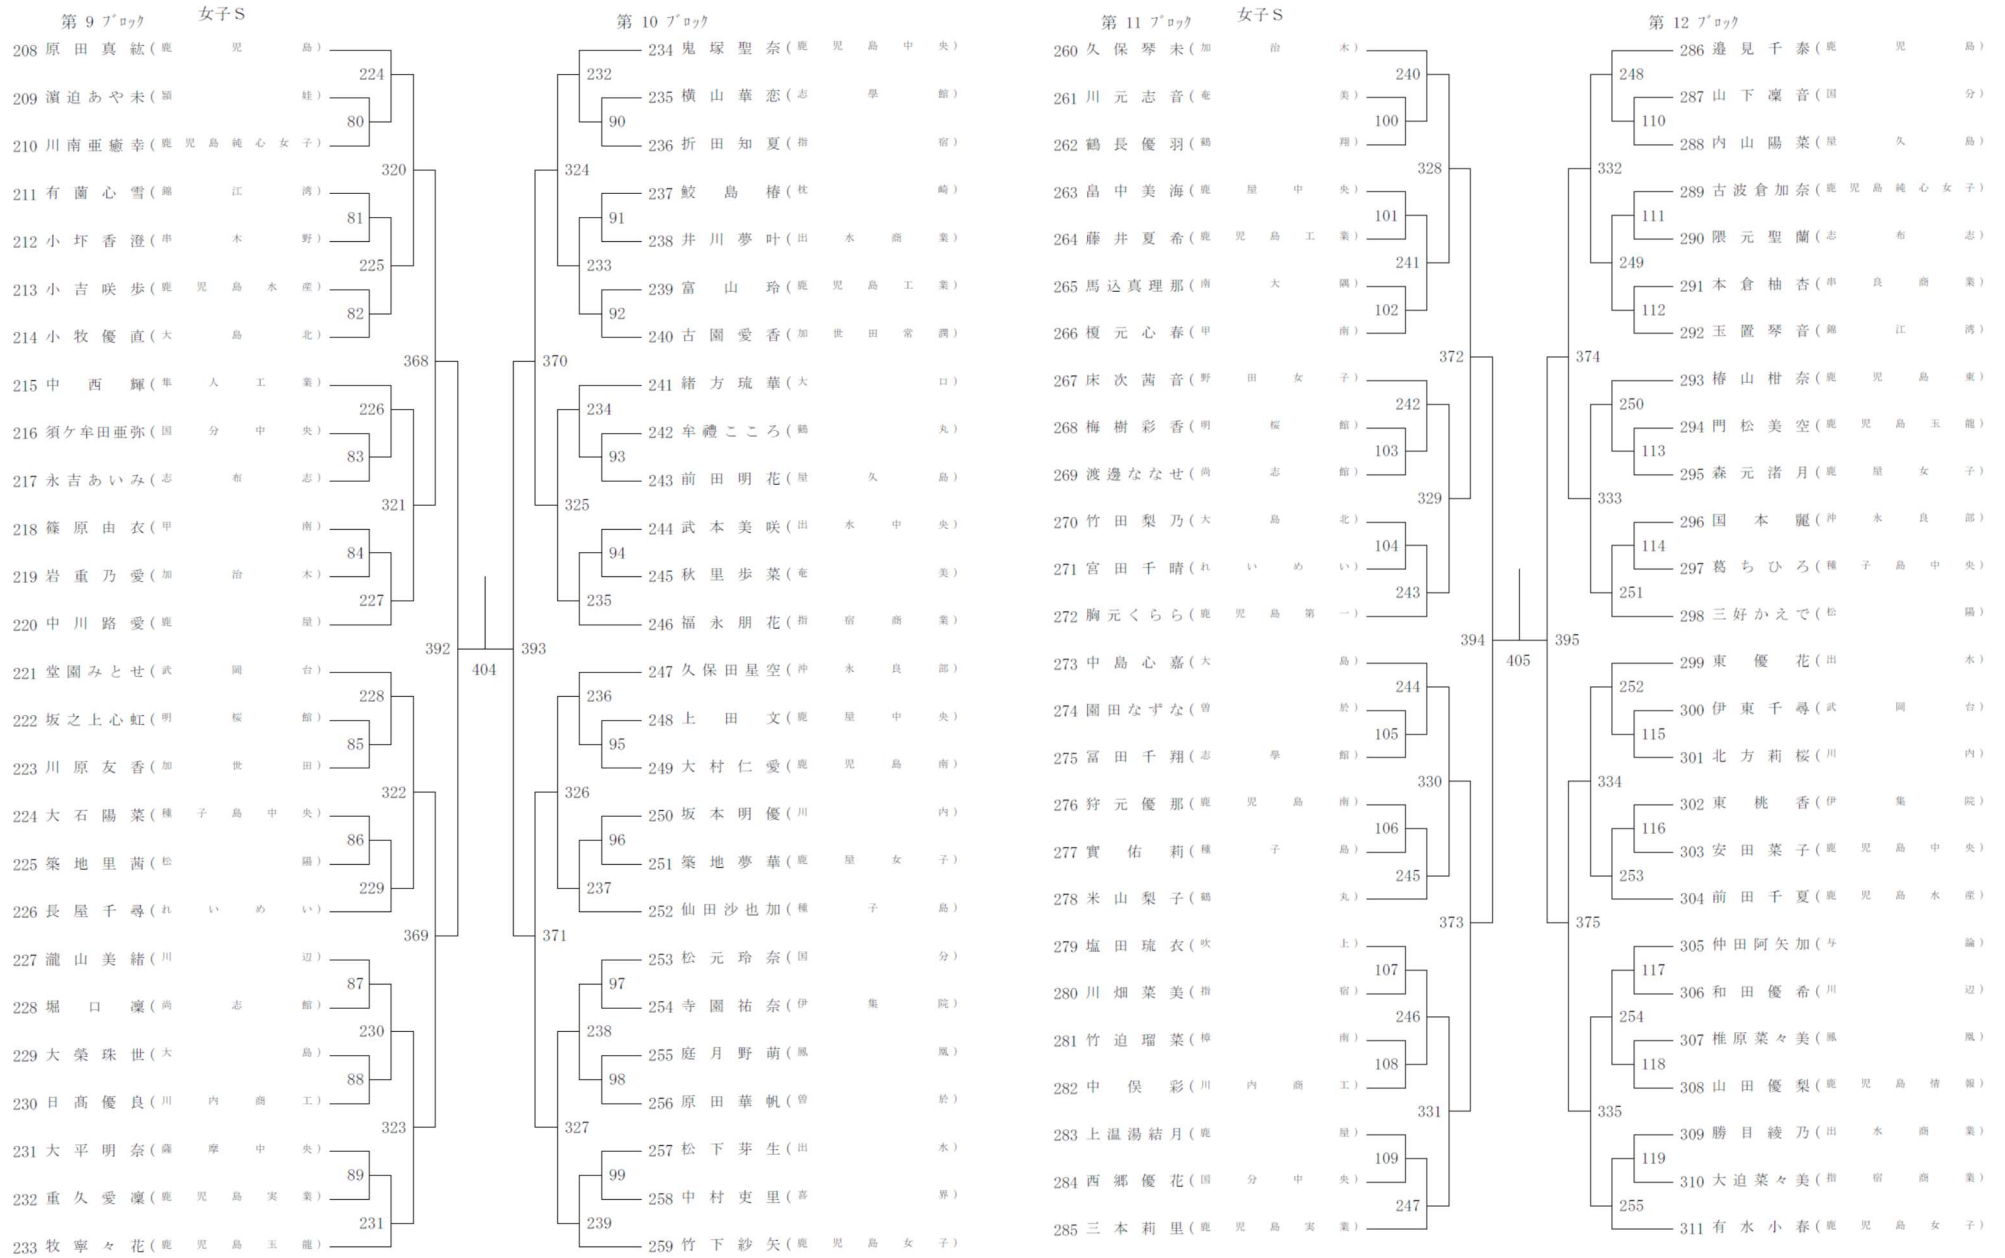 第 9 ブロック
女子S
208 原田真紘(鹿児島)
209 濵迫あや未(頴娃)
210 川南亜癒幸(鹿児島純心女子)
211 有薗心雪(錦江湾)
212 小坏香澄(串木野)
213 小吉咲歩(鹿児島水産)
214 小牧優直(大島北)
215 中西輝(隼人工業)
216 須ケ牟田亜弥(国分中央)
217 永吉あいみ(志布志)
218 篠原由衣(甲南)
219 岩重乃愛(加治木)
220 中川路愛(鹿屋)
221 堂園みとせ(武岡台)
222 坂之上心虹(明桜館)
223 川原友香(加世田)
224 大石陽菜(種子島中央)
225 築地里茜(松陽)
226 長屋千尋(れいめい)
227 瀧山美緒(川辺)
228 堀口凜(尚志館)
229 大榮珠世(大島)
230 日髙優良(川内商工)
231 大平明奈(薩摩中央)
232 重久愛凜(鹿児島実業)
233 牧寧々花(鹿児島玉龍)
224
80
320
81
225
82
368
226
83
321
84
227
392
228
85
322
86
229
369
87
230
88
323
89
231
404
第 10 ブロック
234 鬼塚聖奈(鹿児島中央)
235 横山華恋(志學館)
236 折田知夏(指宿)
237 鮫島椿(枕崎)
238 井川夢叶(出水商業)
239 富山玲(鹿児島工業)
240 古園愛香(加世田常潤)
241 緒方琉華(大口)
242 牟禮こころ(鶴丸)
243 前田明花(屋久島)
244 武本美咲(出水中央)
245 秋里歩菜(奄美)
246 福永朋花(指宿商業)
247 久保田星空(沖永良部)
248 上田文(鹿屋中央)
249 大村仁愛(鹿児島南)
250 坂本明優(川内)
251 築地夢華(鹿屋女子)
252 仙田沙也加(種子島)
253 松元玲奈(国分)
254 寺園祐奈(伊集院)
255 庭月野萌(鳳凰)
256 原田華帆(曽於)
257 松下芽生(出水)
258 中村吏里(喜界)
259 竹下紗矢(鹿児島女子)
232
90
324
91
233
92
370
234
93
325
94
235
393
236
95
326
96
237
371
97
238
98
327
99
239
第 11 ブロック
女子S
260 久保琴未(加治木)
261 川元志音(奄美)
262 鶴長優羽(鶴翔)
263 畠中美海(鹿屋中央)
264 藤井夏希(鹿児島工業)
265 馬込真理那(南大隅)
266 榎元心春(甲南)
267 床次茜音(野田女子)
268 梅樹彩香(明桜館)
269 渡邊ななせ(尚志館)
270 竹田梨乃(大島北)
271 宮田千晴(れいめい)
272 胸元くらら(鹿児島第一)
273 中島心嘉(大島)
274 園田なずな(曽於)
275 冨田千翔(志學館)
276 狩元優那(鹿児島南)
277 實佑莉(種子島)
278 米山梨子(鶴丸)
279 塩田琉衣(吹上)
280 川畑菜美(指宿)
281 竹迫瑠菜(樟南)
282 中俣彩(川内商工)
283 上温湯結月(鹿屋)
284 西郷優花(国分中央)
285 三本莉里(鹿児島実業)
240
100
328
101
241
102
372
242
103
329
104
243
394
244
105
330
106
245
373
107
246
108
331
109
247
405
第 12 ブロック
286 邉見千泰(鹿児島)
287 山下凜音(国分)
288 内山陽菜(屋久島)
289 古波倉加奈(鹿児島純心女子)
290 隈元聖蘭(志布志)
291 本倉柚杏(串良商業)
292 玉置琴音(錦江湾)
293 椿山柑奈(鹿児島東)
294 門松美空(鹿児島玉龍)
295 森元渚月(鹿屋女子)
296 国本麗(沖永良部)
297 葛ちひろ(種子島中央)
298 三好かえで(松陽)
299 東優花(出水)
300 伊東千尋(武岡台)
301 北方莉桜(川内)
302 東桃香(伊集院)
303 安田菜子(鹿児島中央)
304 前田千夏(鹿児島水産)
305 仲田阿矢加(与論)
306 和田優希(川辺)
307 椎原菜々美(鳳凰)
308 山田優梨(鹿児島情報)
309 勝目綾乃(出水商業)
310 大迫菜々美(指宿商業)
311 有水小春(鹿児島女子)
248
110
332
111
249
112
374
250
113
333
114
251
395
252
115
334
116
253
375
117
254
118
335
119
255